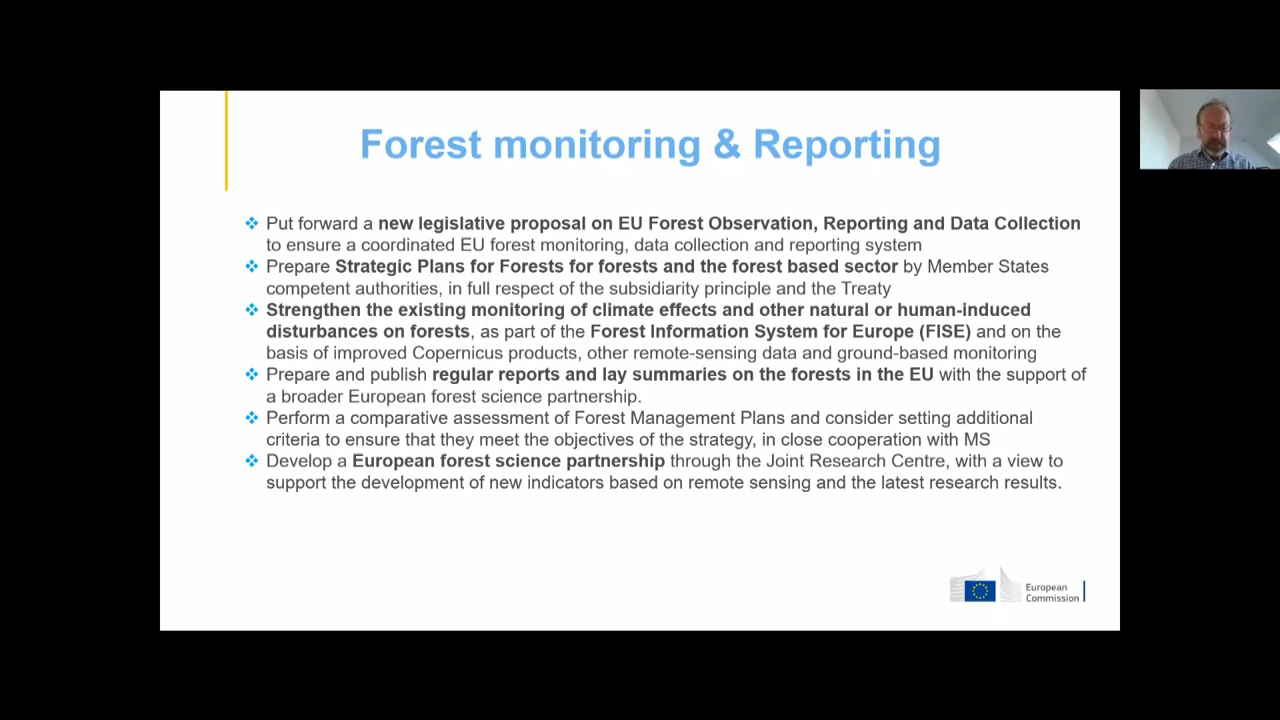 Forest monitoring & Reporting
❖ Put forward a new legislative proposal on EU Forest Observation, Reporting and Data Collection
to ensure a coordinated EU forest monitoring, data collection and reporting system
❖ Prepare Strategic Plans for Forests for forests and the forest based sector by Member States
competent authorities, in full respect of the subsidiarity principle and the Treaty
❖ Strengthen the existing monitoring of climate effects and other natural or human-induced
disturbances on forests, as part of the Forest Information System for Europe (FISE) and on the
basis of improved Copernicus products, other remote-sensing data and ground-based monitoring
❖ Prepare and publish regular reports and lay summaries on the forests in the EU with the support of
a broader European forest science partnership.
❖ Perform a comparative assessment of Forest Management Plans and consider setting additional
criteria to ensure that they meet the objectives of the strategy, in close cooperation with MS
❖ Develop a European forest science partnership through the Joint Research Centre, with a view to
support the development of new indicators based on remote sensing and the latest research results.
European
Commission